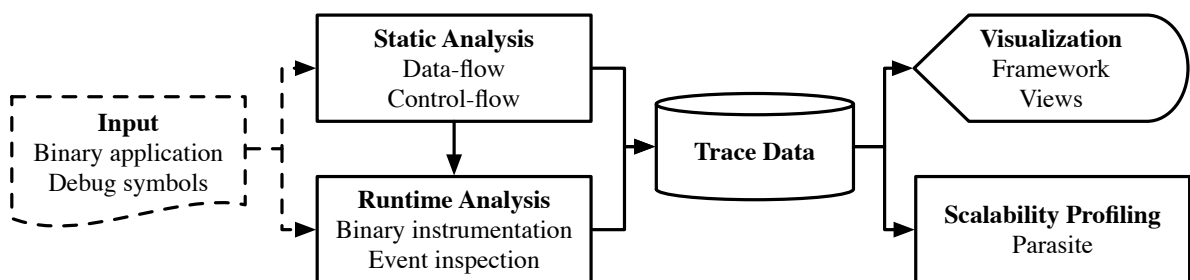 Input
Binary application
Debug symbols
Static Analysis
Data-flow
Control-flow
Runtime Analysis
Binary instrumentation
Event inspection
Trace Data
Visualization
Framework
Views
Scalability Profiling
Parasite